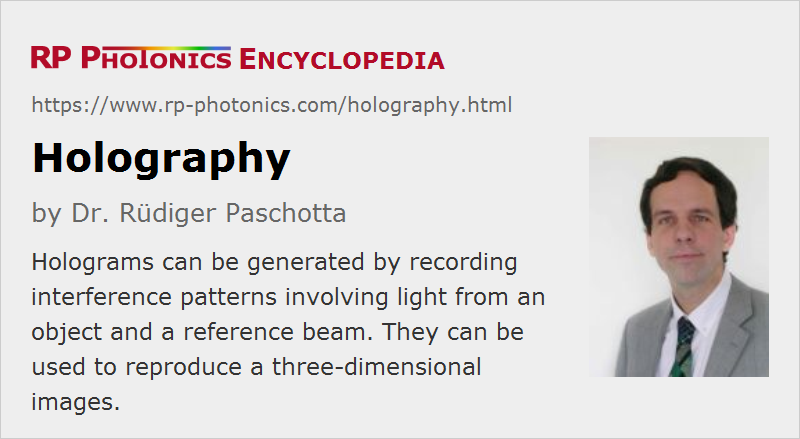 RP PHOTONICS ENCYCLOPEDIA
https://www.rp-photonics.com/holography.html
Holography
by Dr. Rüdiger Paschotta
Holograms can be generated by recording
interference patterns involving light from an
object and a reference beam. They can be
used to reproduce a three-dimensional
images.